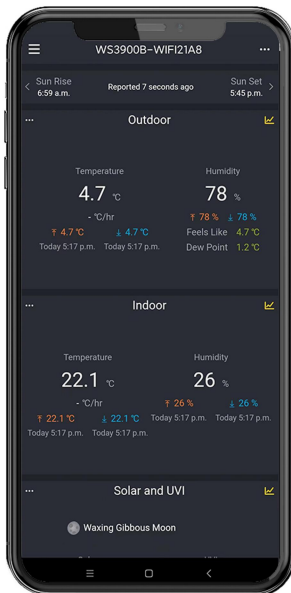 WS3900B-WIFI21A8
Sun Rise
6:59 a.m.
Reported 7 seconds ago
Sun Set
5:45 p.m.
Outdoor
Temperature
4.7 ℃
- ℃/hr
4.7 ℃ 4.7 ℃
Today 5:17 p.m. Today 5:17 p.m.
Humidity
78 %
78 % 78 %
Feels Like 4.7 ℃
Dew Point 1.2 ℃
Indoor
Temperature
22.1 ℃
- ℃/hr
22.1 ℃ 22.1 ℃
Today 5:17 p.m. Today 5:17 p.m.
Humidity
26 %
26 % 26 %
Today 5:17 p.m. Today 5:17 p.m.
Solar and UVI
Waxing Gibbous Moon